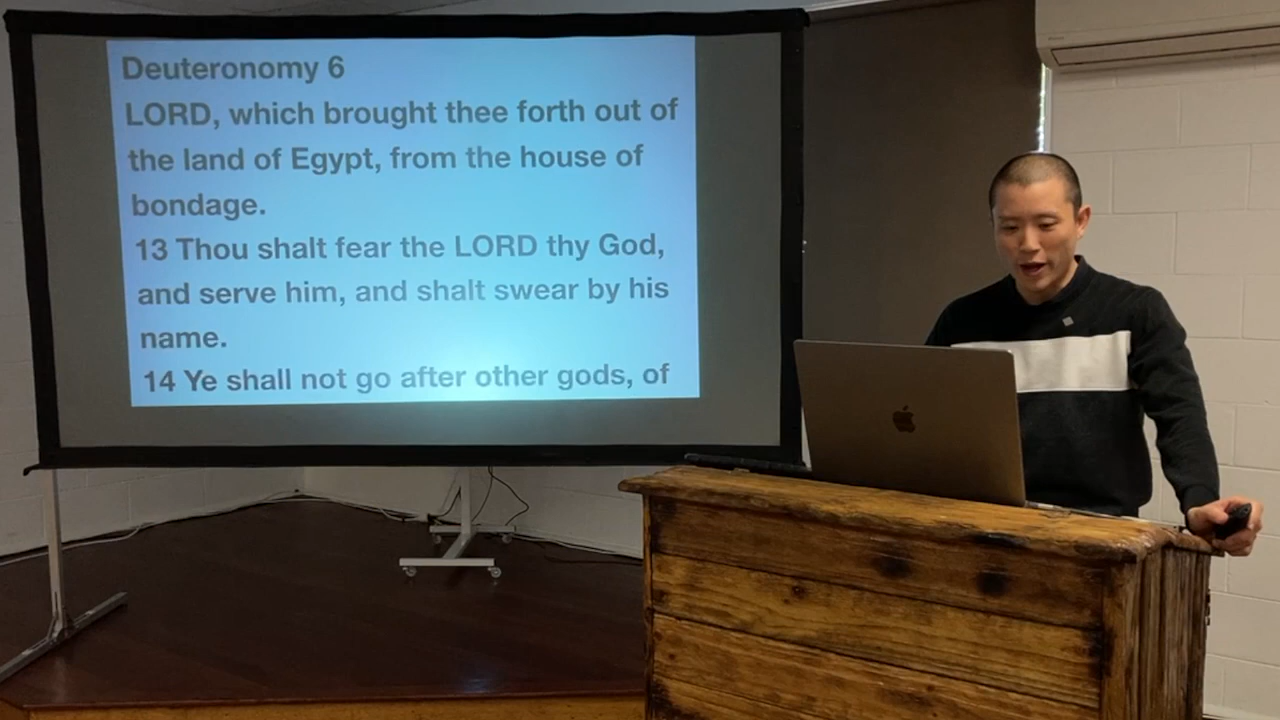 Deuteronomy 6
LORD, which brought thee forth out of
the land of Egypt, from the house of
bondage.
13 Thou shalt fear the LORD thy God,
and serve him, and shalt swear by his
name.
14 Ye shall not go after other gods, of